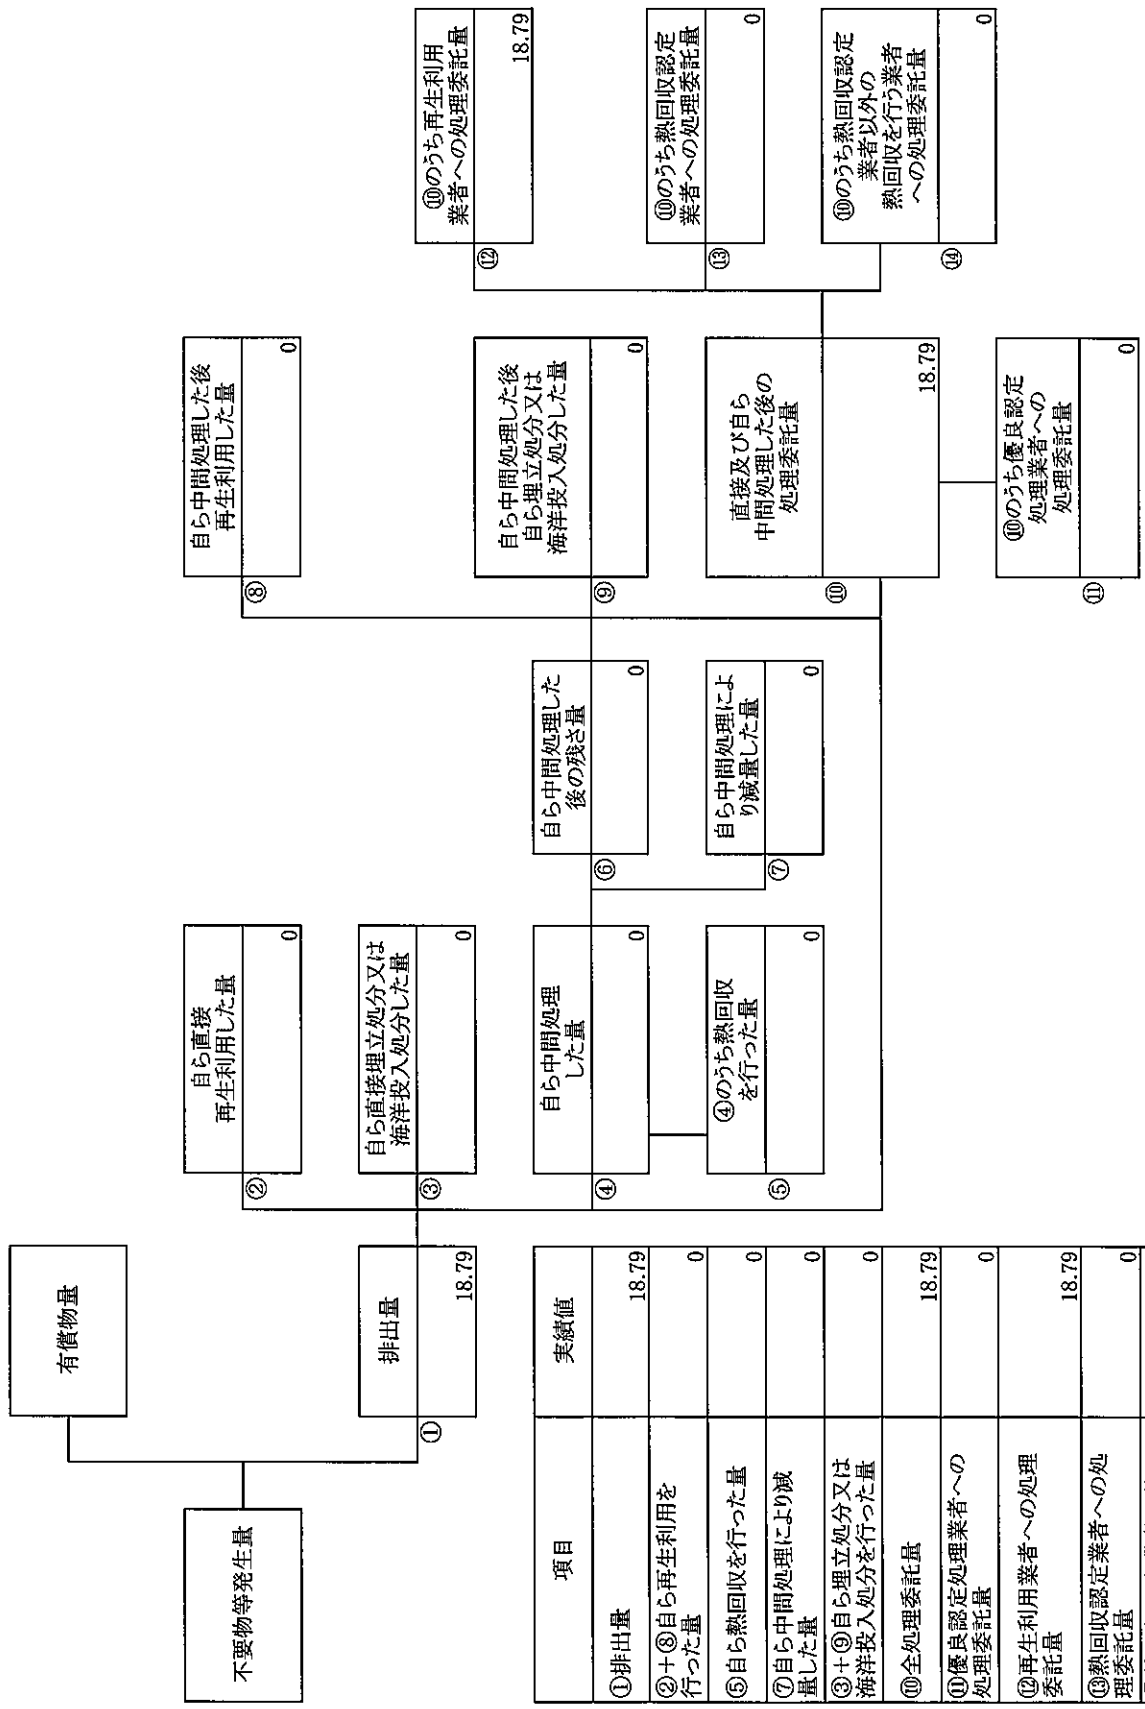 不要物等発生量
有償物量
排出量
①
18.79
自ら直接
再生利用した量
②
0
自ら直接埋立処分又は
海洋投入処分した量
③
0
自ら中間処理
した量
④
0
④のうち熱回収
を行った量
⑤
0
自ら中間処理した
後の残さ量
⑥
0
自ら中間処理によ
り減量した量
⑦
0
自ら中間処理した後
再生利用した量
⑧
0
自ら中間処理した後
自ら埋立処分又は
海洋投入処分した量
⑨
0
直接及び自ら
中間処理した後の
処理委託量
⑩
18.79
⑩のうち優良認定
処理業者への
処理委託量
⑪
0
⑩のうち再生利用
業者への処理委託量
⑫
18.79
⑩のうち熱回収認定
業者への処理委託量
⑬
0
⑩のうち熱回収認定
業者以外の
熱回収を行う業者
への処理委託量
⑭
0
項目 実績値
①排出量 18.79
②+⑧自ら再生利用を
行った量 0
⑤自ら熱回収を行った量 0
⑦自ら中間処理により減
量した量 0
③+⑨自ら埋立処分又は
海洋投入処分を行った量 0
⑩全処理委託量 18.79
⑪優良認定処理業者への
処理委託量 0
⑫再生利用業者への処理
委託量 18.79
⑬熱回収認定業者への処
理委託量 0